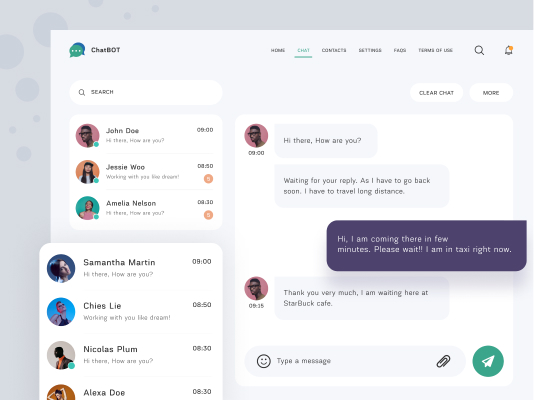 ChatBOT
HOME CHAT CONTACTS SETTINGS FAQS TERMS OF USE
SEARCH
CLEAR CHAT MORE
John Doe 09:00
Hi there, How are you?
Jessie Woo 08:50
Working with you like dream!
Amelia Nelson 08:30
Hi there, How are you?
Samantha Martin 09:00
Hi there, How are you?
Chies Lie 08:50
Working with you like dream!
Nicolas Plum 08:30
Hi there, How are you?
Alexa Doe 08:30
Hi there, How are you?
09:00
Waiting for your reply. As I have to go back
soon. I have to travel long distance.
Hi, I am coming there in few
minutes. Please wait!! I am in taxi right now.
Thank you very much, I am waiting here at
StarBuck cafe.
09:15
Type a message